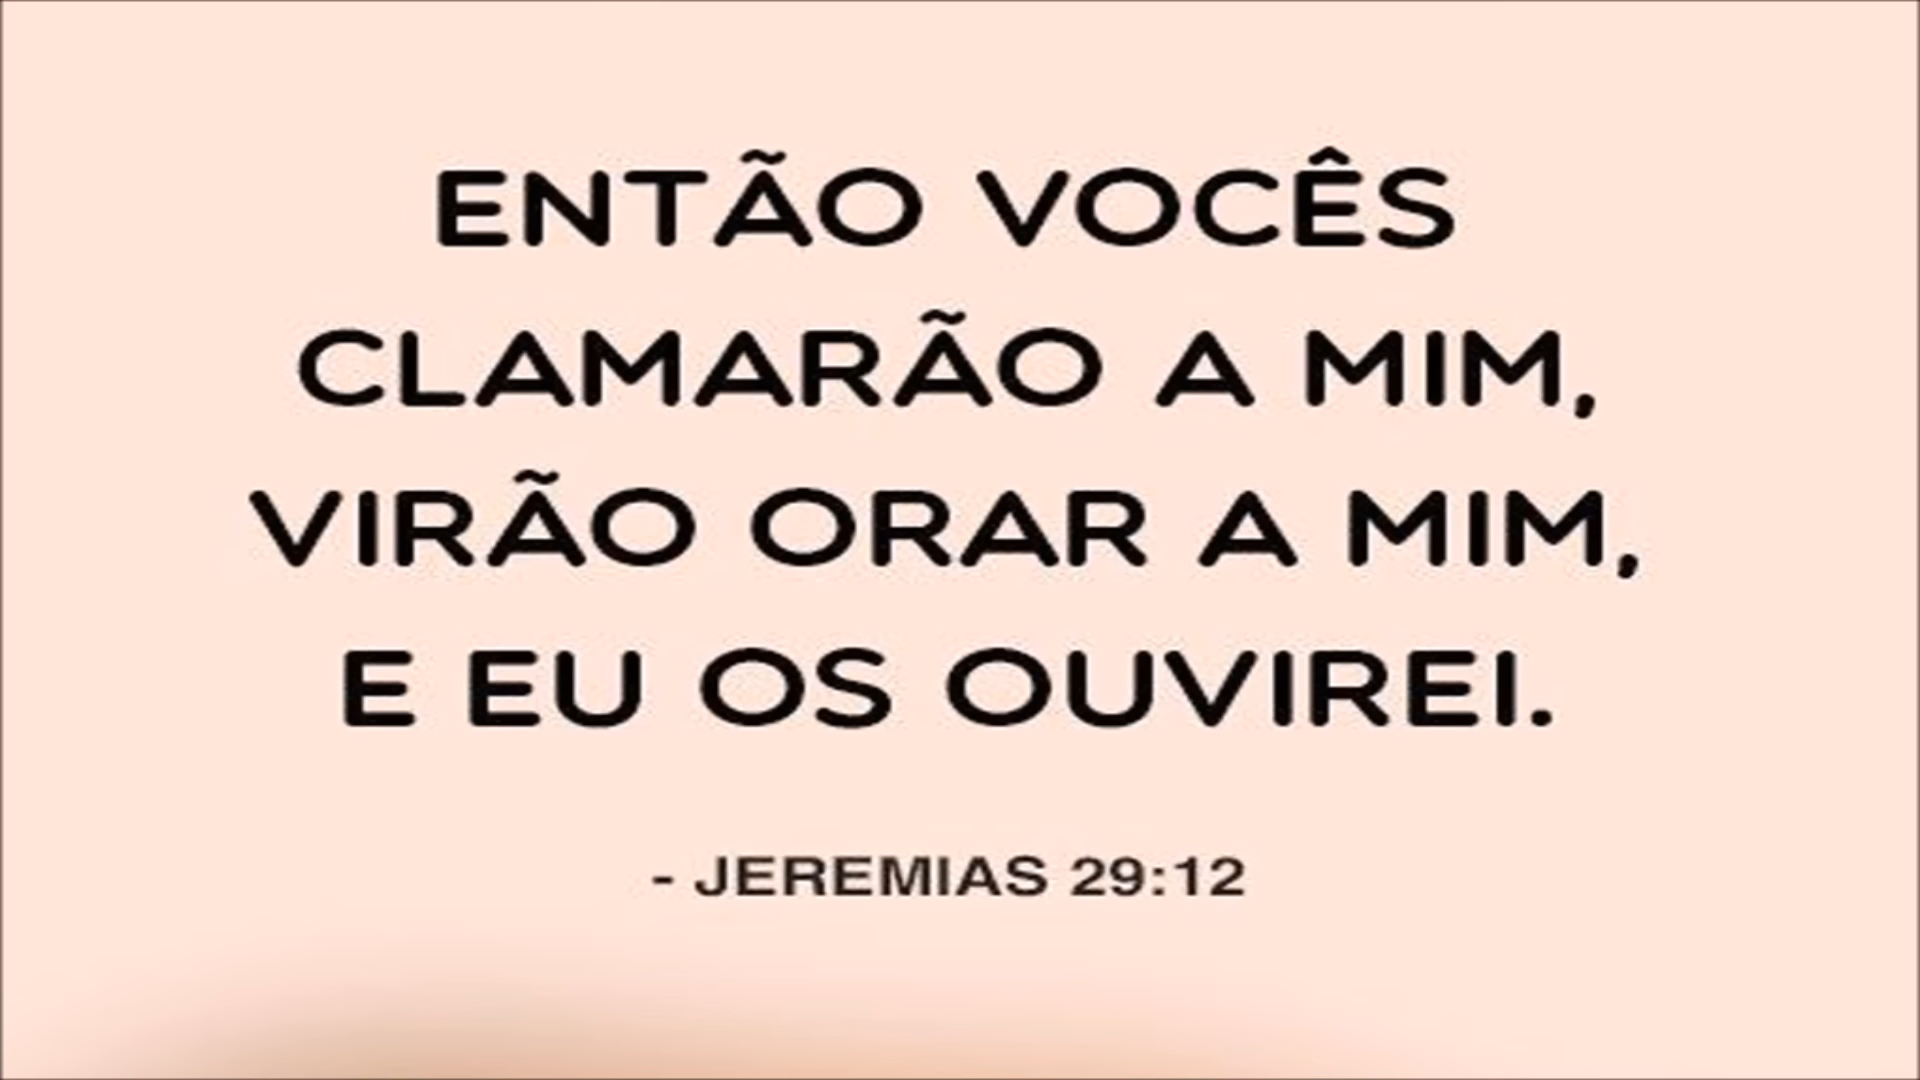 ENTÃO VOCÊS
CLAMARÃO A MIM,
VIRÃO ORAR A MIM,
E EU OS OUVIREI.
- JEREMIAS 29:12